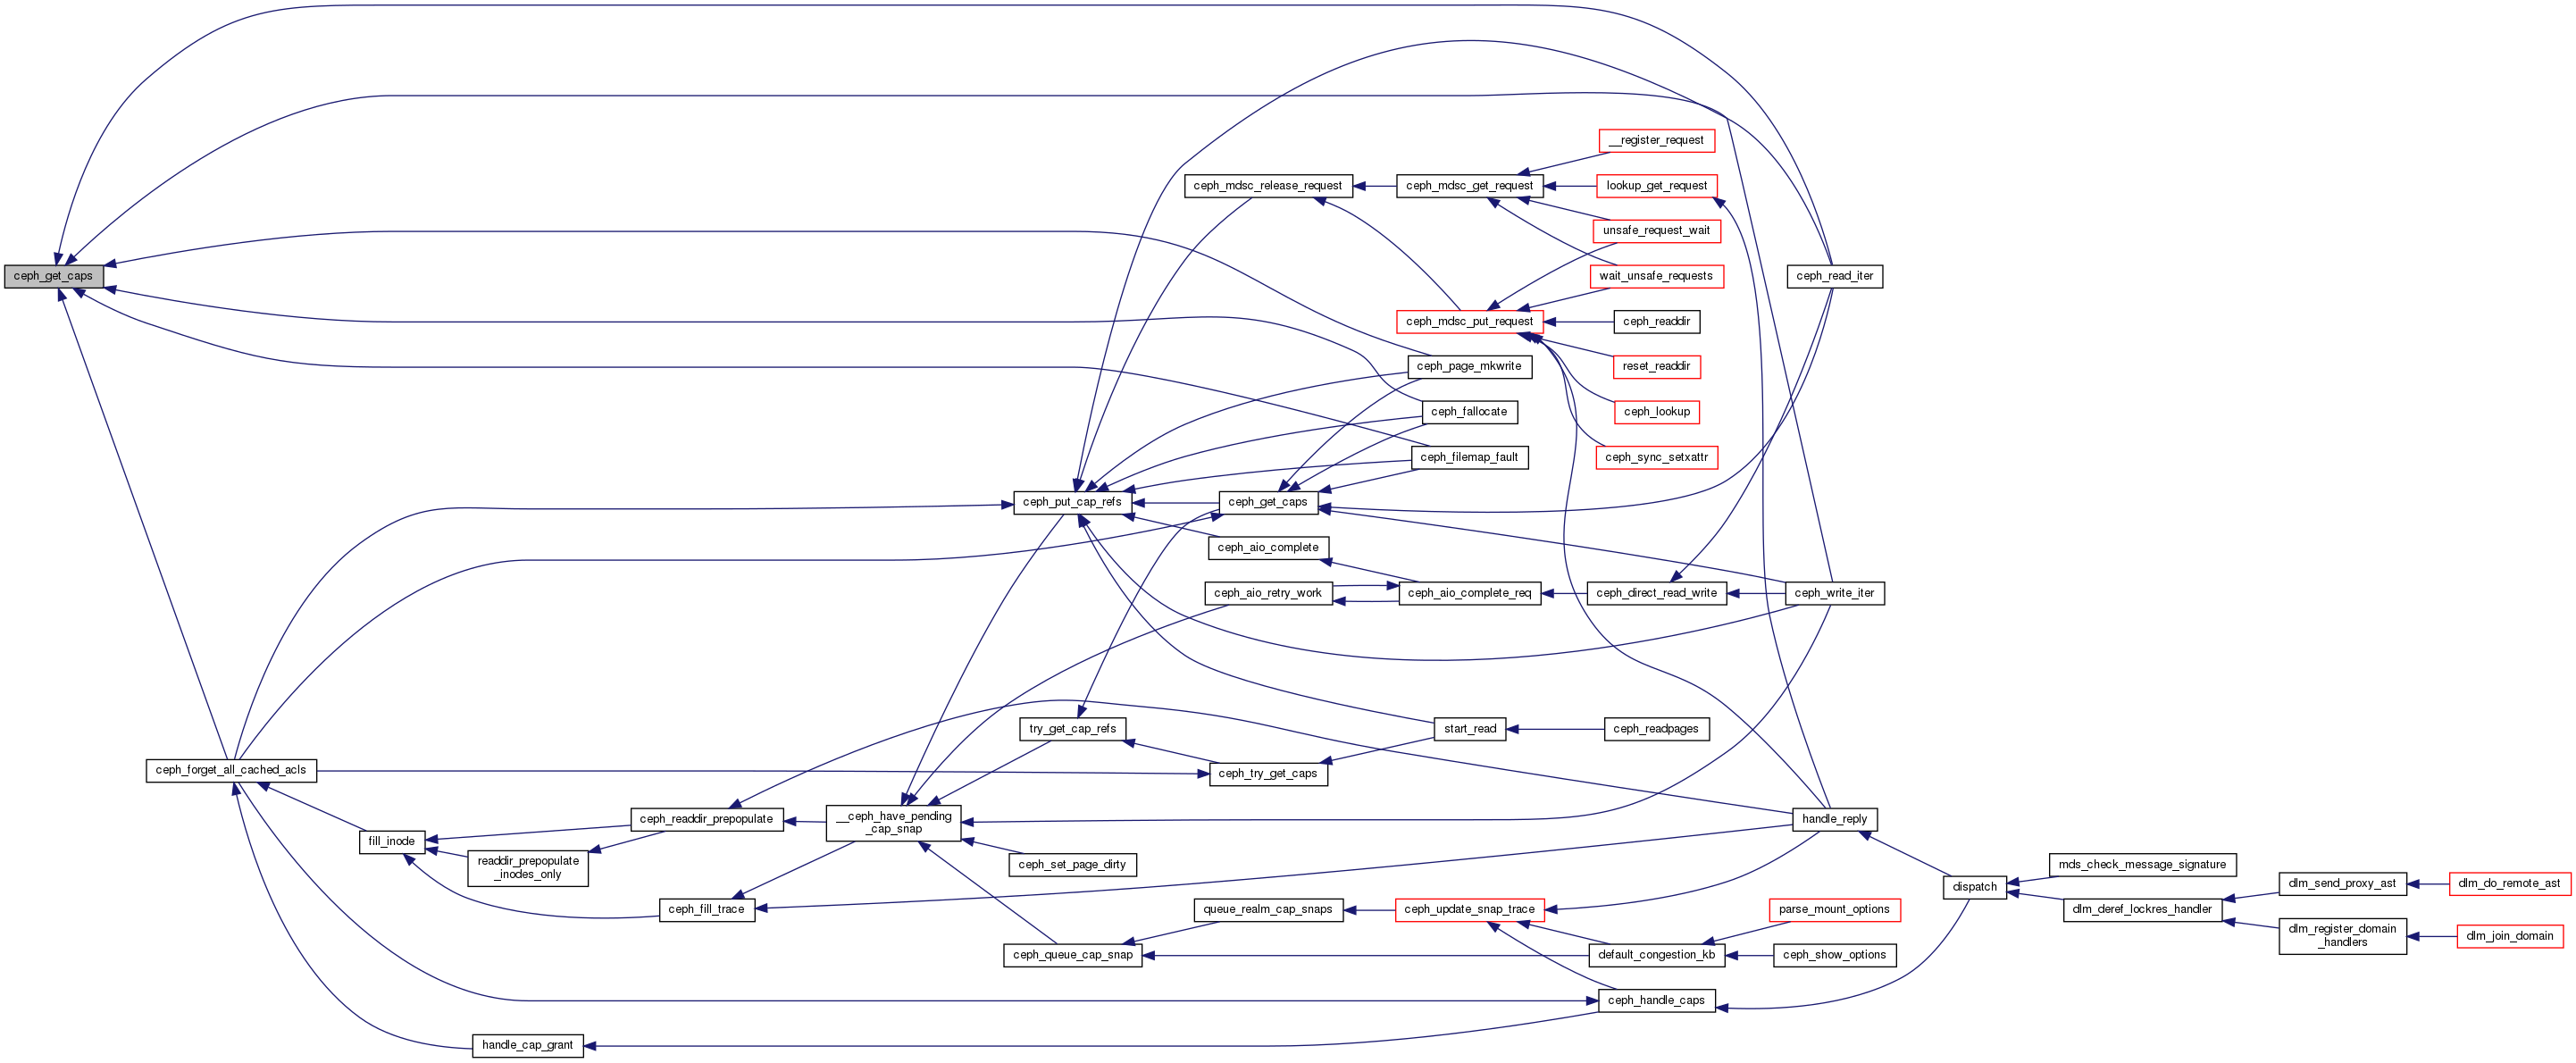 __register_request
ceph_mdsc_release_request
ceph_mdsc_get_request
lookup_get_request
unsafe_request_wait
ceph_get_caps
wait_unsafe_requests
ceph_read_iter
ceph_mdsc_put_request
ceph_readdir
ceph_page_mkwrite
reset_readdir
ceph_fallocate
ceph_lookup
ceph_filemap_fault
ceph_sync_setxattr
ceph_put_cap_refs
ceph_get_caps
ceph_aio_complete
ceph_aio_retry_work
ceph_aio_complete_req
ceph_direct_read_write
ceph_write_iter
try_get_cap_refs
start_read
ceph_readpages
ceph_forget_all_cached_acls
ceph_try_get_caps
ceph_readdir_prepopulate
__ceph_have_pending
_cap_snap
handle_reply
fill_inode
readdir_prepopulate
_inodes_only
ceph_set_page_dirty
mds_check_message_signature
dispatch
dlm_send_proxy_ast
dlm_do_remote_ast
ceph_fill_trace
queue_realm_cap_snaps
ceph_update_snap_trace
parse_mount_options
dlm_deref_lockres_handler
dlm_register_domain
_handlers
dlm_join_domain
ceph_queue_cap_snap
default_congestion_kb
ceph_show_options
ceph_handle_caps
handle_cap_grant